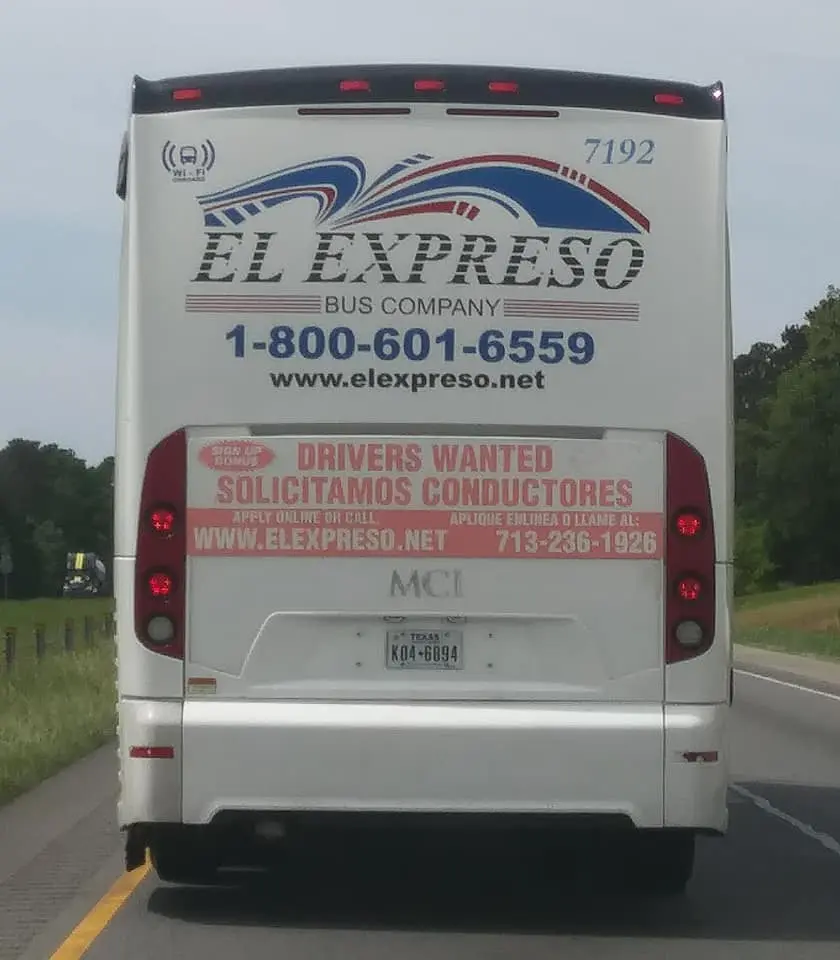 7192
Wi-Fi
ONBOARD
EL EXPRESO
BUS COMPANY
1-800-601-6559
www.elexpreso.net
SIGN UP
BONUS
DRIVERS WANTED
SOLICITAMOS CONDUCTORES
APPLY ONLINE OR CALL:
APLIQUE ENLINEA O LLAME AL:
WWW.ELEXPRESO.NET
713-236-1926
MCI
TEXAS
K04*6894